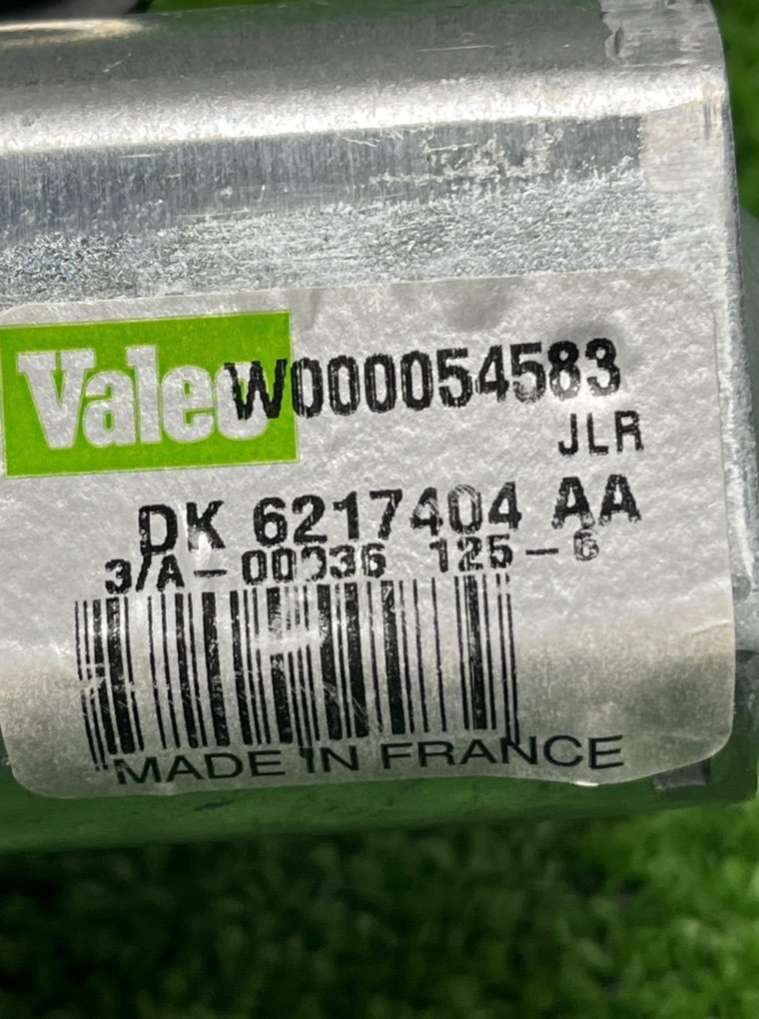 Valeo W000054583
JLR
DK 6217404 AA
3/A-00036 125-6
MADE IN FRANCE